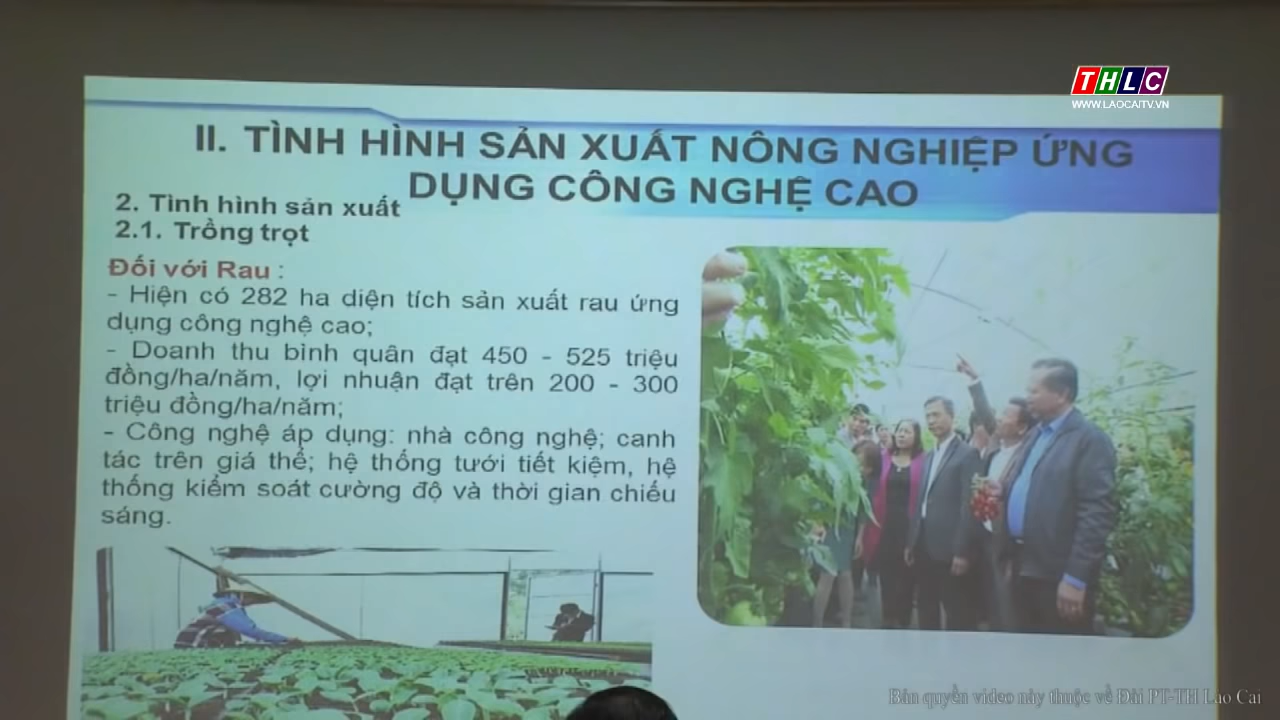 THLC
WWW.LAOCAITV.VN
II. TÌNH HÌNH SẢN XUẤT NÔNG NGHIỆP ỨNG
DỤNG CÔNG NGHỆ CAO
2. Tình hình sản xuất
2.1. Trồng trọt
Đối với Rau :
- Hiện có 282 ha diện tích sản xuất rau ứng
dụng công nghệ cao;
- Doanh thu bình quân đạt 450 - 525 triệu
đồng/ha/năm, lợi nhuận đạt trên 200 - 300
triệu đồng/ha/năm;
- Công nghệ áp dụng: nhà công nghệ; canh
tác trên giá thể; hệ thống tưới tiết kiệm, hệ
thống kiểm soát cường độ và thời gian chiếu
sáng.
Bản quyền video này thuộc về Đài PT-TH Lao Cai